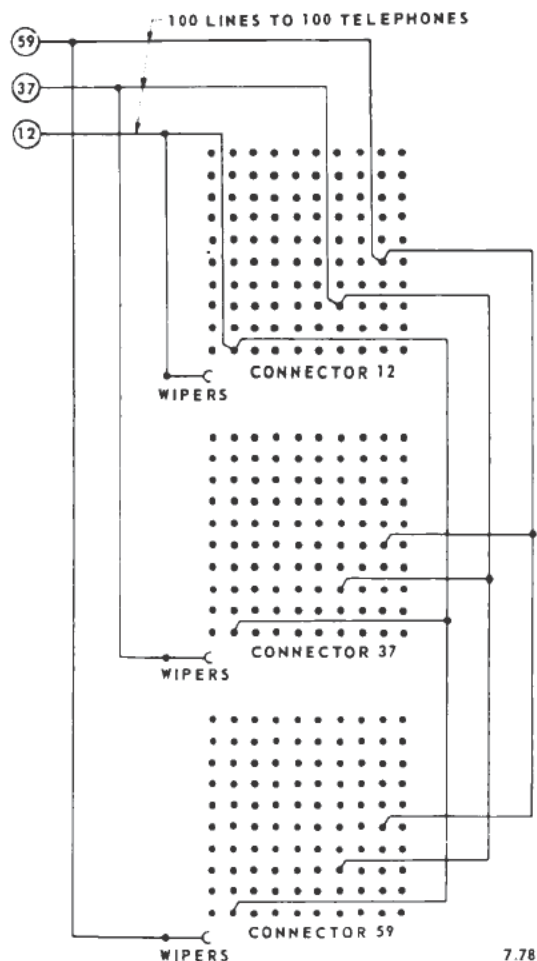 100 LINES TO 100 TELEPHONES
59
37
12
CONNECTOR 12
WIPERS
CONNECTOR 37
WIPERS
CONNECTOR 59
WIPERS
7.78